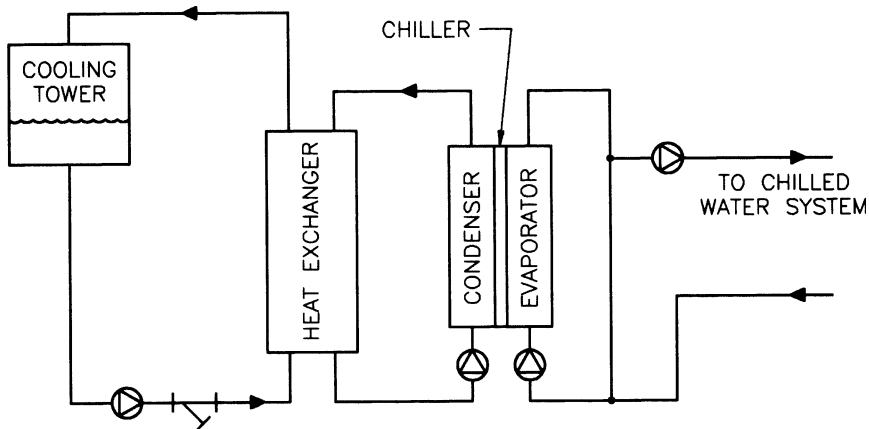 CHILLER
COOLING
TOWER
HEAT EXCHANGER
CONDENSER
EVAPORATOR
TO CHILLED
WATER SYSTEM